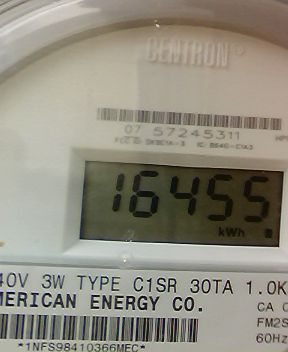 CENTRON®
07 57245311
16455
kWh
40V 3W TYPE C1SR 30TA 1.0K
MERICAN ENERGY CO.
CA 0
FM2S
60Hz
*1NFS98410366MEC*